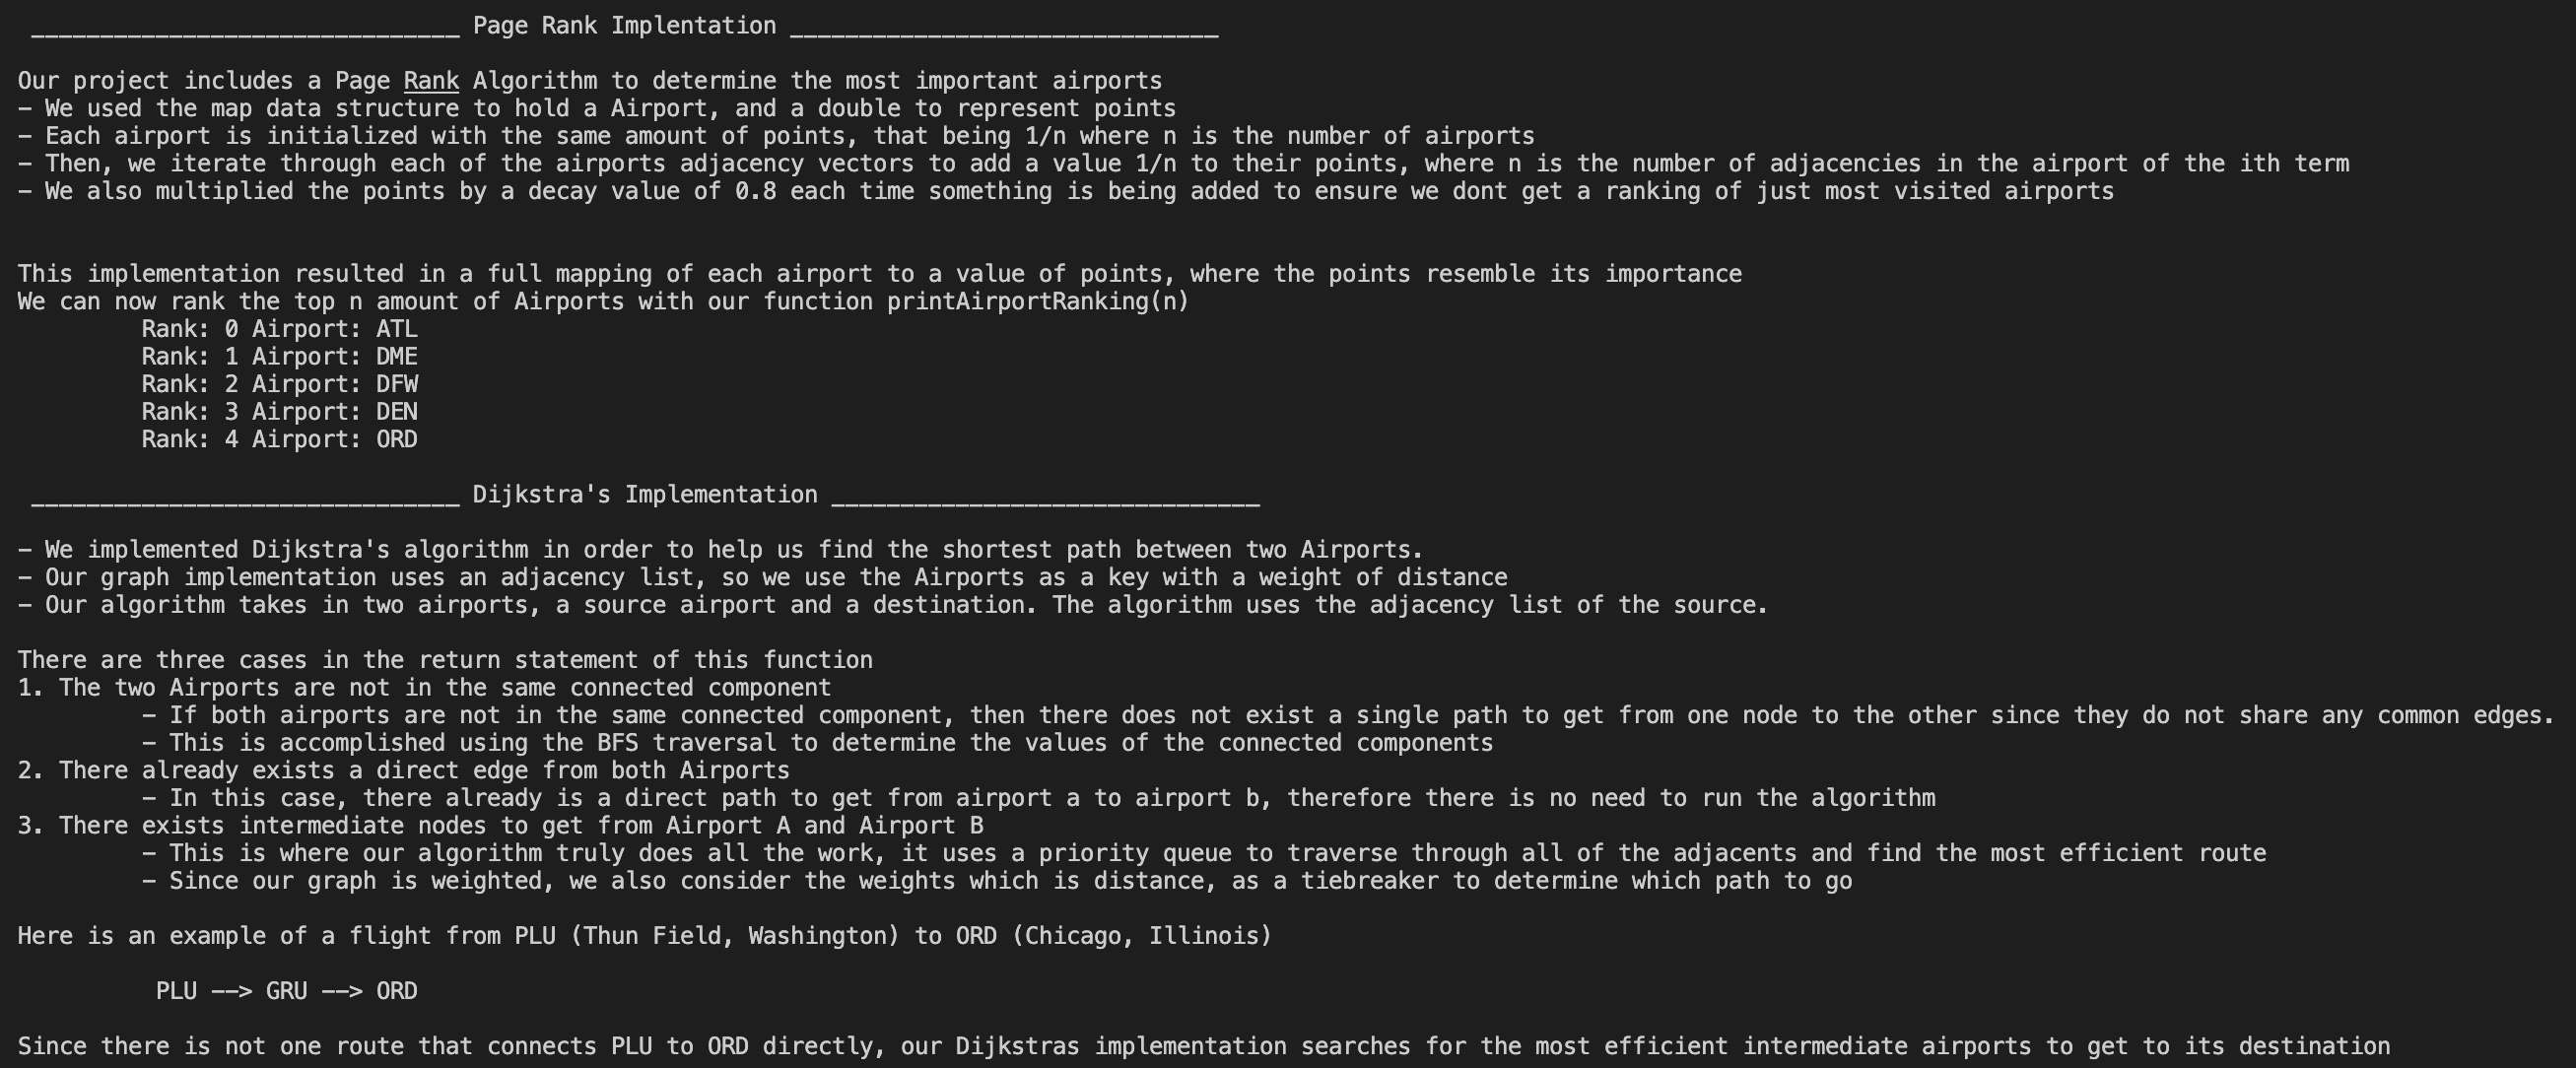 _______________________________ Page Rank Implentation _______________________________
Our project includes a Page Rank Algorithm to determine the most important airports
– We used the map data structure to hold a Airport, and a double to represent points
– Each airport is initialized with the same amount of points, that being 1/n where n is the number of airports
– Then, we iterate through each of the airports adjacency vectors to add a value 1/n to their points, where n is the number of adjacencies in the airport of the ith term
– We also multiplied the points by a decay value of 0.8 each time something is being added to ensure we dont get a ranking of just most visited airports
This implementation resulted in a full mapping of each airport to a value of points, where the points resemble its importance
We can now rank the top n amount of Airports with our function printAirportRanking(n)
Rank: 0 Airport: ATL
Rank: 1 Airport: DME
Rank: 2 Airport: DFW
Rank: 3 Airport: DEN
Rank: 4 Airport: ORD
_______________________________ Dijkstra's Implementation _______________________________
– We implemented Dijkstra's algorithm in order to help us find the shortest path between two Airports.
– Our graph implementation uses an adjacency list, so we use the Airports as a key with a weight of distance
– Our algorithm takes in two airports, a source airport and a destination. The algorithm uses the adjacency list of the source.
There are three cases in the return statement of this function
1. The two Airports are not in the same connected component
– If both airports are not in the same connected component, then there does not exist a single path to get from one node to the other since they do not share any common edges.
– This is accomplished using the BFS traversal to determine the values of the connected components
2. There already exists a direct edge from both Airports
– In this case, there already is a direct path to get from airport a to airport b, therefore there is no need to run the algorithm
3. There exists intermediate nodes to get from Airport A and Airport B
– This is where our algorithm truly does all the work, it uses a priority queue to traverse through all of the adjacents and find the most efficient route
– Since our graph is weighted, we also consider the weights which is distance, as a tiebreaker to determine which path to go
Here is an example of a flight from PLU (Thun Field, Washington) to ORD (Chicago, Illinois)
PLU ––> GRU ––> ORD
Since there is not one route that connects PLU to ORD directly, our Dijkstras implementation searches for the most efficient intermediate airports to get to its destination